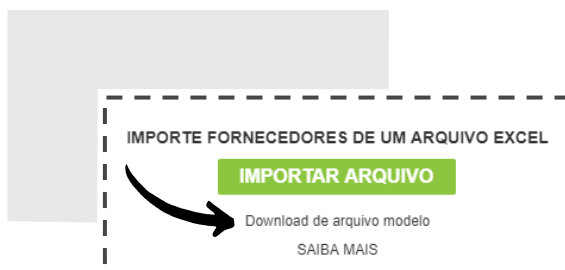 IMPORTE FORNECEDORES DE UM ARQUIVO EXCEL
IMPORTAR ARQUIVO
Download de arquivo modelo
SAIBA MAIS